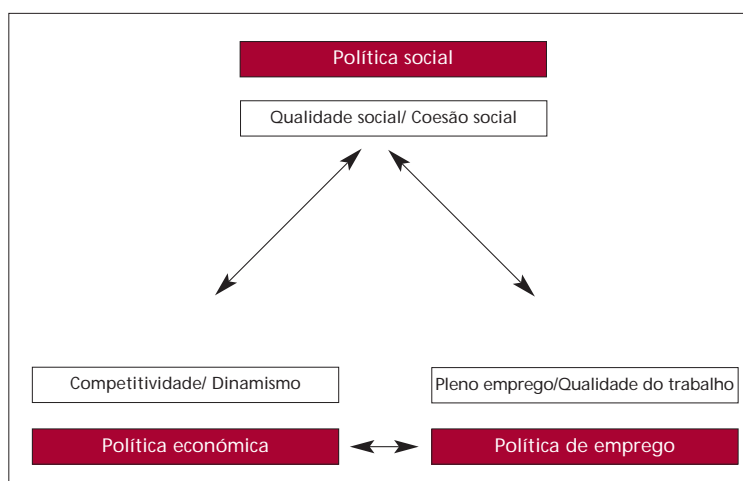 Política social
Qualidade social/ Coesão social
Competitividade/ Dinamismo
Pleno emprego/Qualidade do trabalho
Política económica
Política de emprego